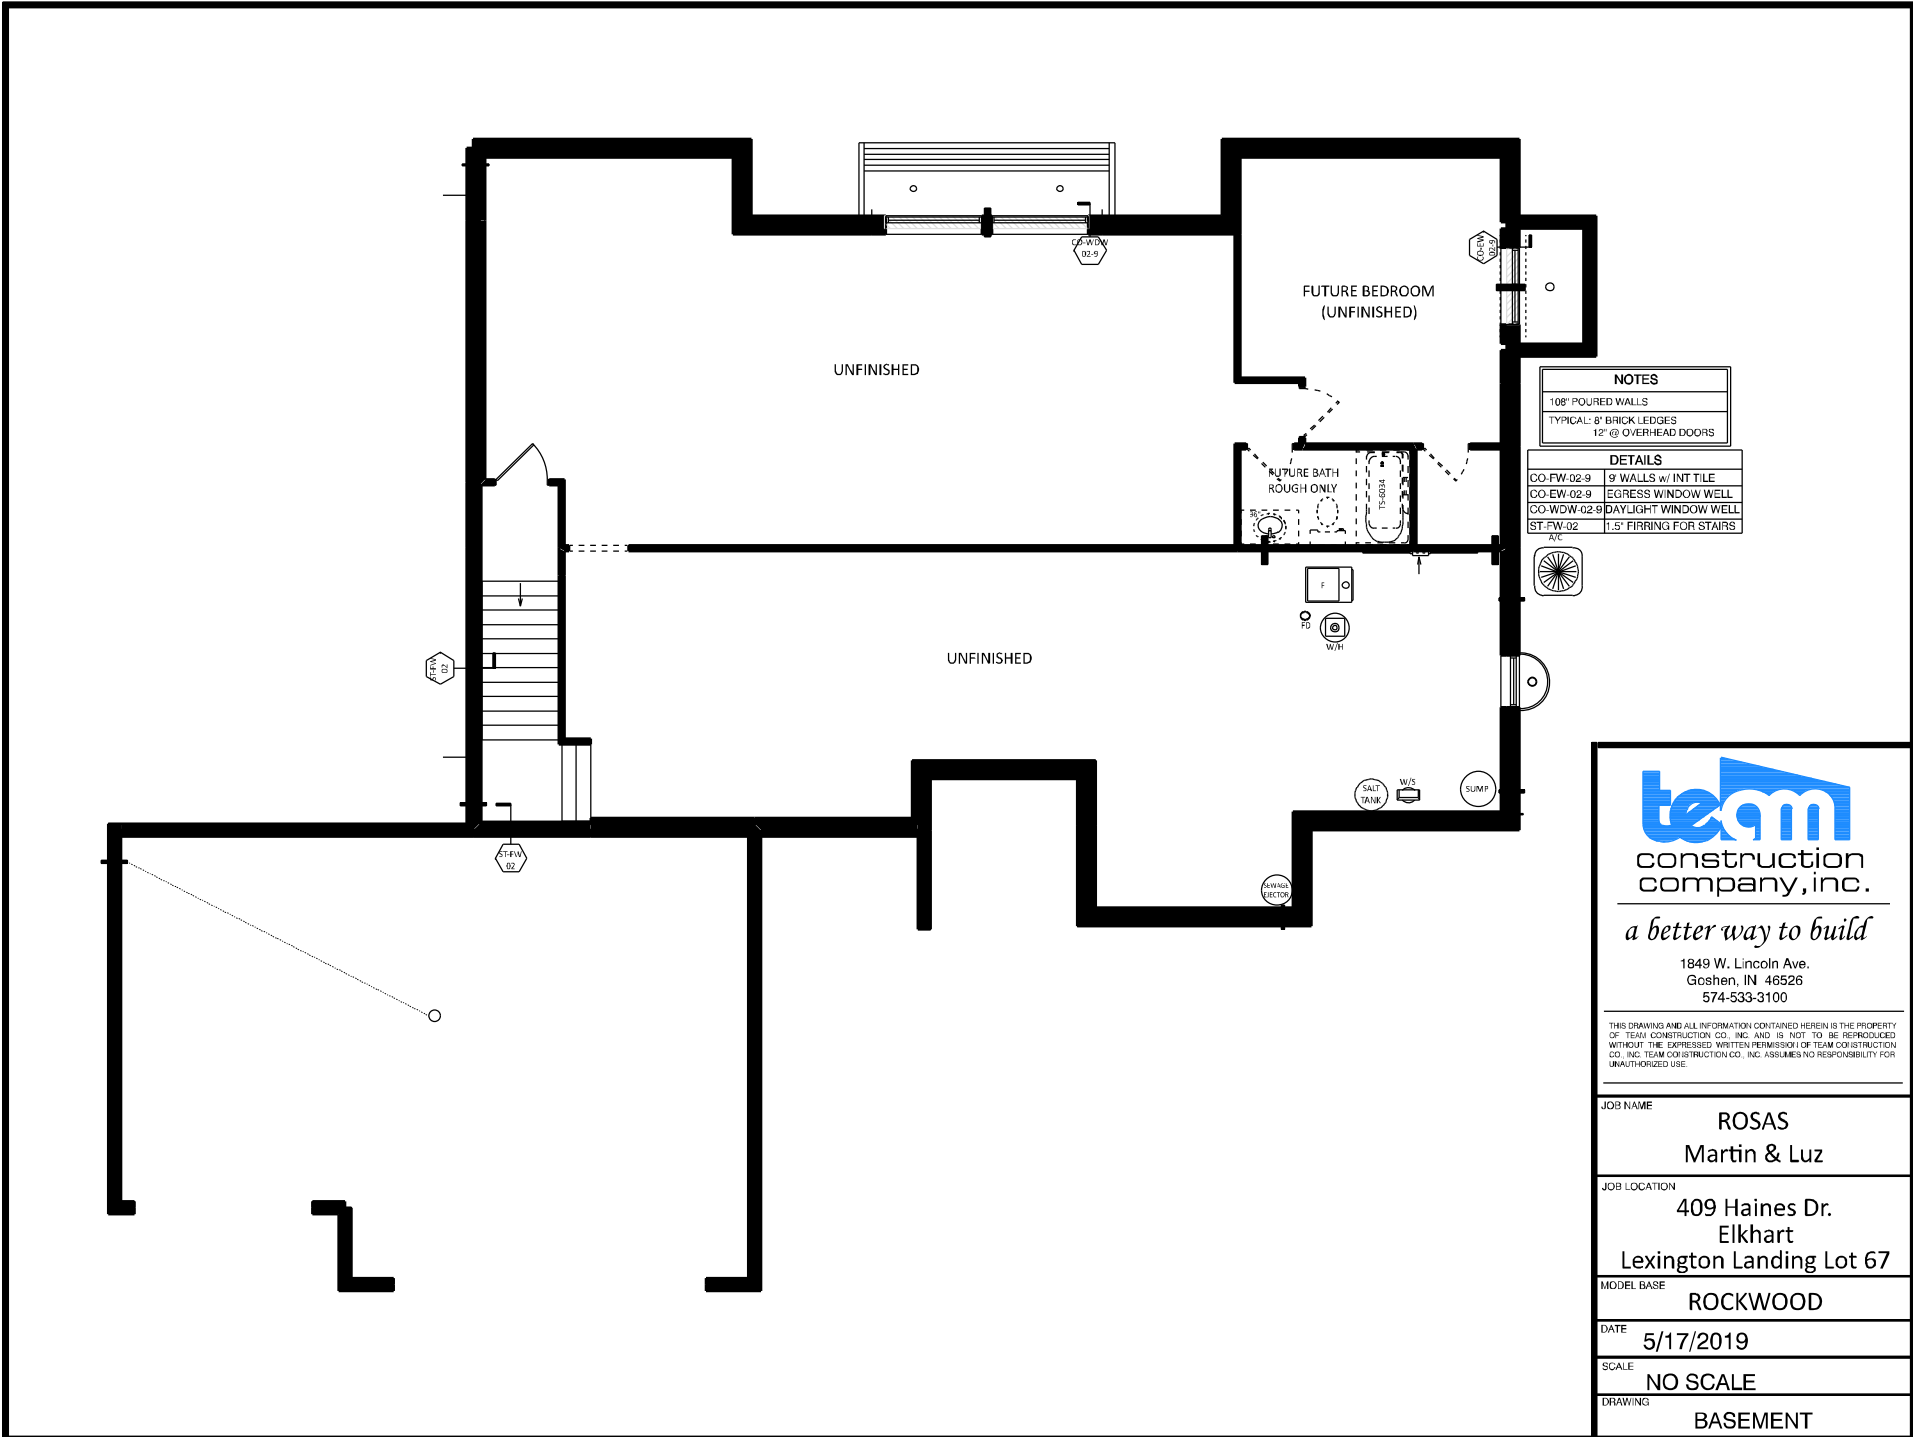 CO-WDW
02-9
CO-EW
02-9
FUTURE BEDROOM
(UNFINISHED)
UNFINISHED
NOTES
108" POURED WALLS
TYPICAL: 8" BRICK LEDGES
12" @ OVERHEAD DOORS
DETAILS
CO-FW-02-9 9' WALLS w/ INT TILE
CO-EW-02-9 EGRESS WINDOW WELL
CO-WDW-02-9 DAYLIGHT WINDOW WELL
ST-FW-02 1.5" FIRRING FOR STAIRS
A/C
FUTURE BATH
ROUGH ONLY
TS-6034
36"
F
FD
W/H
UNFINISHED
ST-FW
02
SALT
TANK
W/S
SUMP
ST-FW
02
SEWAGE
EJECTOR
team
construction
company,inc.
a better way to build
1849 W. Lincoln Ave.
Goshen, IN 46526
574-533-3100
THIS DRAWING AND ALL INFORMATION CONTAINED HEREIN IS THE PROPERTY
OF TEAM CONSTRUCTION CO., INC. AND IS NOT TO BE REPRODUCED
WITHOUT THE EXPRESSED WRITTEN PERMISSION OF TEAM CONSTRUCTION
CO., INC. TEAM CONSTRUCTION CO., INC. ASSUMES NO RESPONSIBILITY FOR
UNAUTHORIZED USE.
JOB NAME
ROSAS
Martin & Luz
JOB LOCATION
409 Haines Dr.
Elkhart
Lexington Landing Lot 67
MODEL BASE
ROCKWOOD
DATE
5/17/2019
SCALE
NO SCALE
DRAWING
BASEMENT